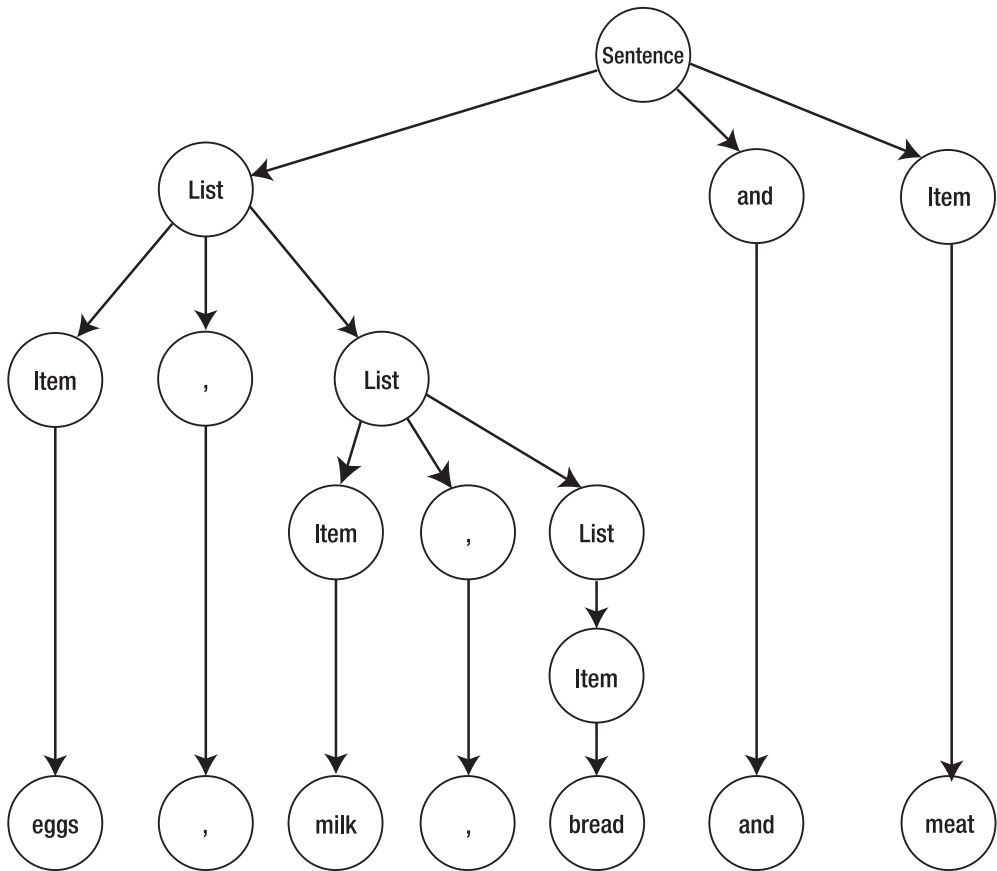 Sentence
List
and
Item
Item
,
List
Item
,
List
Item
eggs
,
milk
,
bread
and
meat